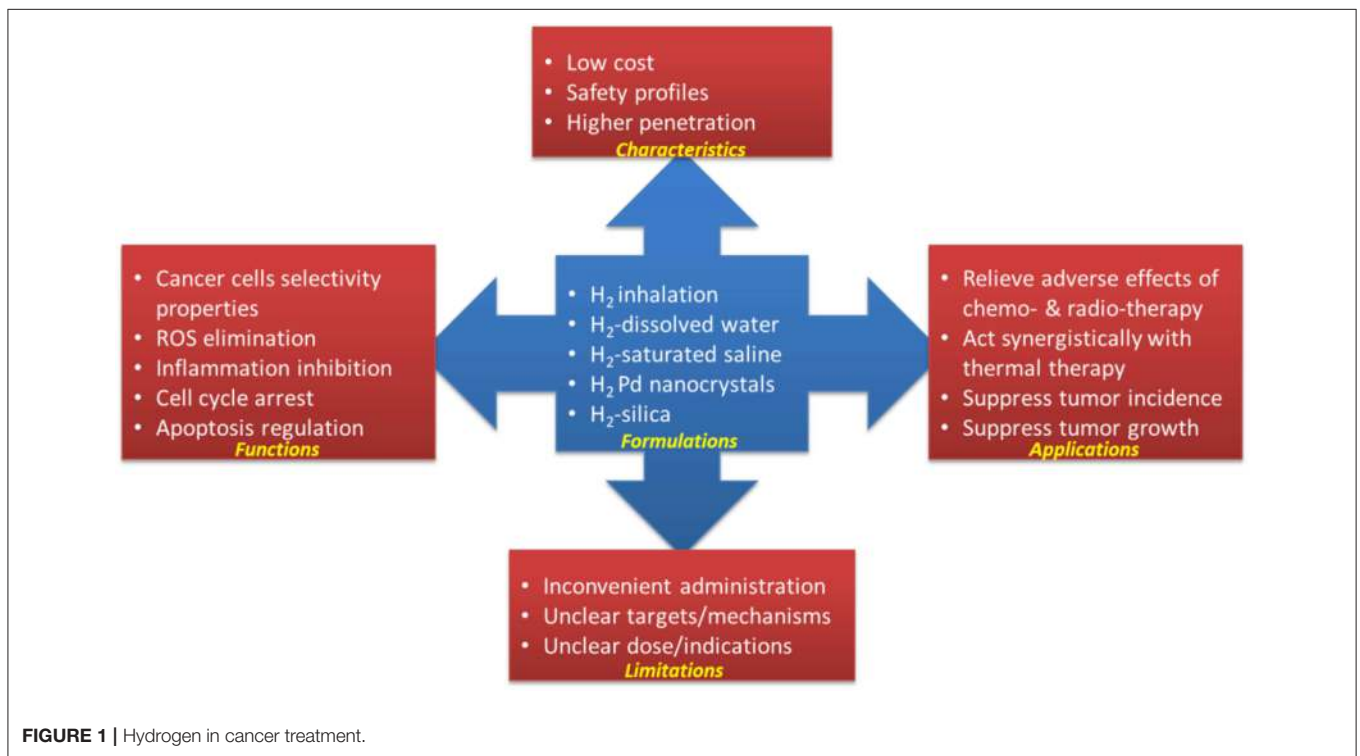 • Low cost
• Safety profiles
• Higher penetration
Characteristics
• Cancer cells selectivity
properties
• ROS elimination
• Inflammation inhibition
• Cell cycle arrest
• Apoptosis regulation
Functions
• H₂ inhalation
• H₂-dissolved water
• H₂-saturated saline
• H₂ Pd nanocrystals
• H₂-silica
Formulations
• Relieve adverse effects of
chemo- & radio-therapy
• Act synergistically with
thermal therapy
• Suppress tumor incidence
• Suppress tumor growth
Applications
• Inconvenient administration
• Unclear targets/mechanisms
• Unclear dose/indications
Limitations
FIGURE 1 | Hydrogen in cancer treatment.